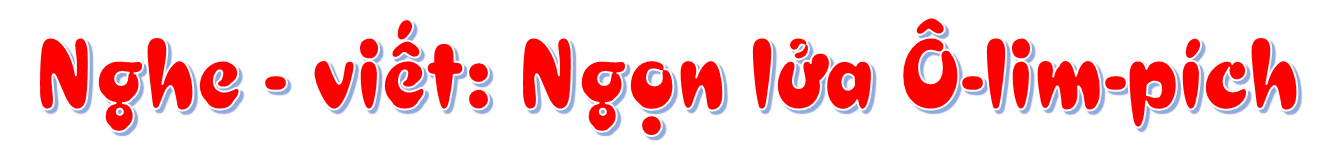 Nghe - viết: Ngọn lửa Ô-lim-pích